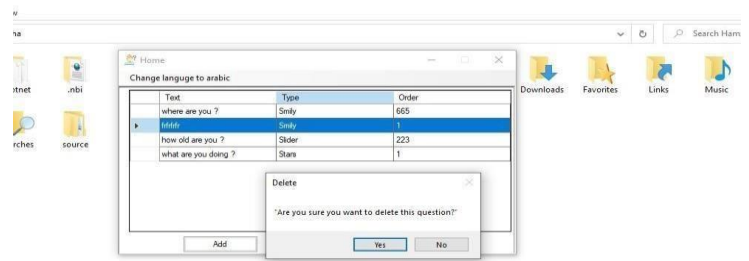 Search Ham
Home
Change languge to arabic
Text Type Order
where are you ? Smily 665
frfrfrfr Smily 1
how old are you ? Slider 223
what are you doing ? Stars 1
.nbi
source
Downloads Favorites Links Music
Delete
"Are you sure you want to delete this question?"
Add
Yes No